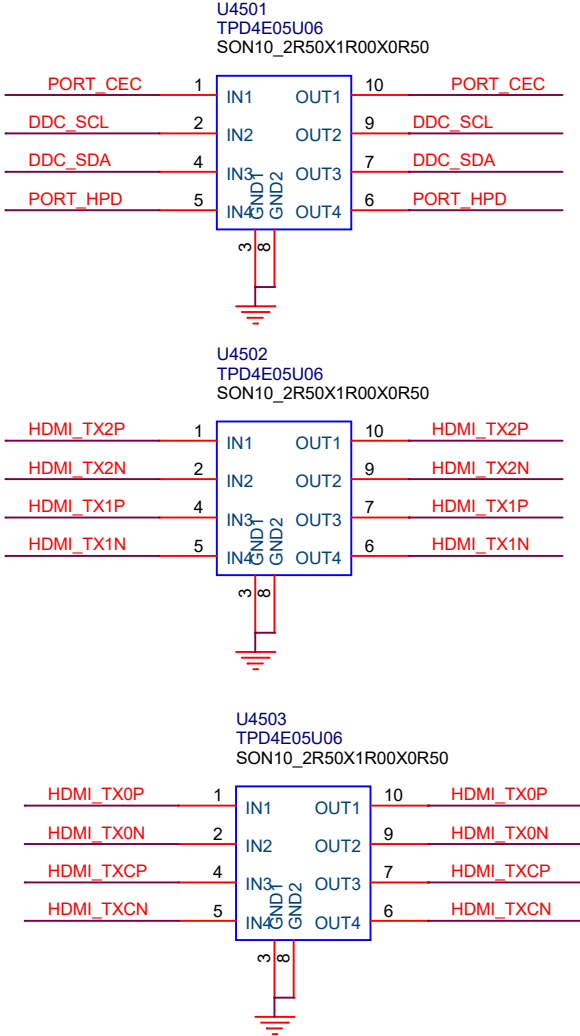 U4501
TPD4E05U06
SON10_2R50X1R00X0R50
PORT_CEC 1 IN1 OUT1 10 PORT_CEC
DDC_SCL 2 IN2 OUT2 9 DDC_SCL
DDC_SDA 4 IN3 OUT3 7 DDC_SDA
PORT_HPD 5 IN4 OUT4 6 PORT_HPD
GND1 GND2
3 8
U4502
TPD4E05U06
SON10_2R50X1R00X0R50
HDMI_TX2P 1 IN1 OUT1 10 HDMI_TX2P
HDMI_TX2N 2 IN2 OUT2 9 HDMI_TX2N
HDMI_TX1P 4 IN3 OUT3 7 HDMI_TX1P
HDMI_TX1N 5 IN4 OUT4 6 HDMI_TX1N
GND1 GND2
3 8
U4503
TPD4E05U06
SON10_2R50X1R00X0R50
HDMI_TX0P 1 IN1 OUT1 10 HDMI_TX0P
HDMI_TX0N 2 IN2 OUT2 9 HDMI_TX0N
HDMI_TXCP 4 IN3 OUT3 7 HDMI_TXCP
HDMI_TXCN 5 IN4 OUT4 6 HDMI_TXCN
GND1 GND2
3 8